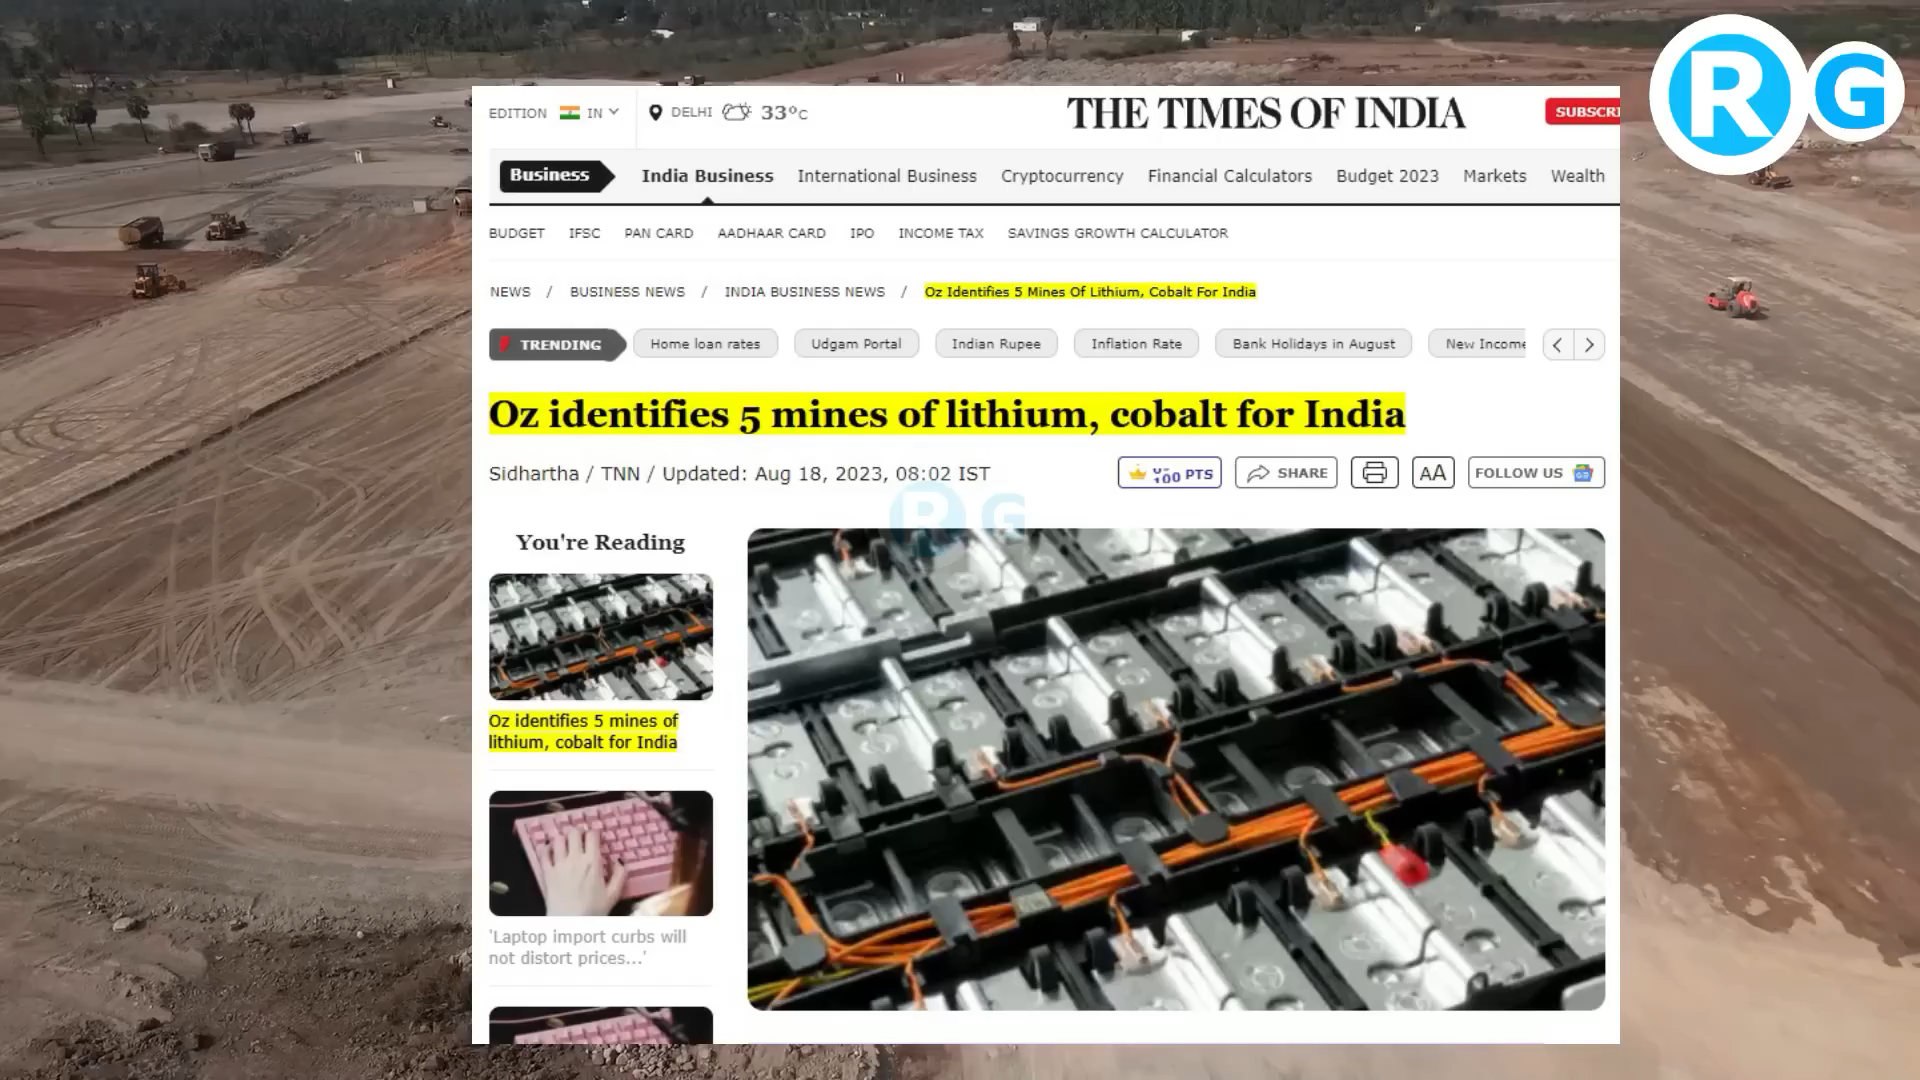 RG
EDITION IN DELHI 33°C THE TIMES OF INDIA SUBSCRI
Business India Business International Business Cryptocurrency Financial Calculators Budget 2023 Markets Wealth
BUDGET IFSC PAN CARD AADHAAR CARD IPO INCOME TAX SAVINGS GROWTH CALCULATOR
NEWS / BUSINESS NEWS / INDIA BUSINESS NEWS / Oz Identifies 5 Mines Of Lithium, Cobalt For India
TRENDING Home loan rates Udgam Portal Indian Rupee Inflation Rate Bank Holidays in August New Income
Oz identifies 5 mines of lithium, cobalt for India
Sidhartha / TNN / Updated: Aug 18, 2023, 08:02 IST 100 PTS SHARE AA FOLLOW US
RG
You're Reading
Oz identifies 5 mines of
lithium, cobalt for India
'Laptop import curbs will
not distort prices...'